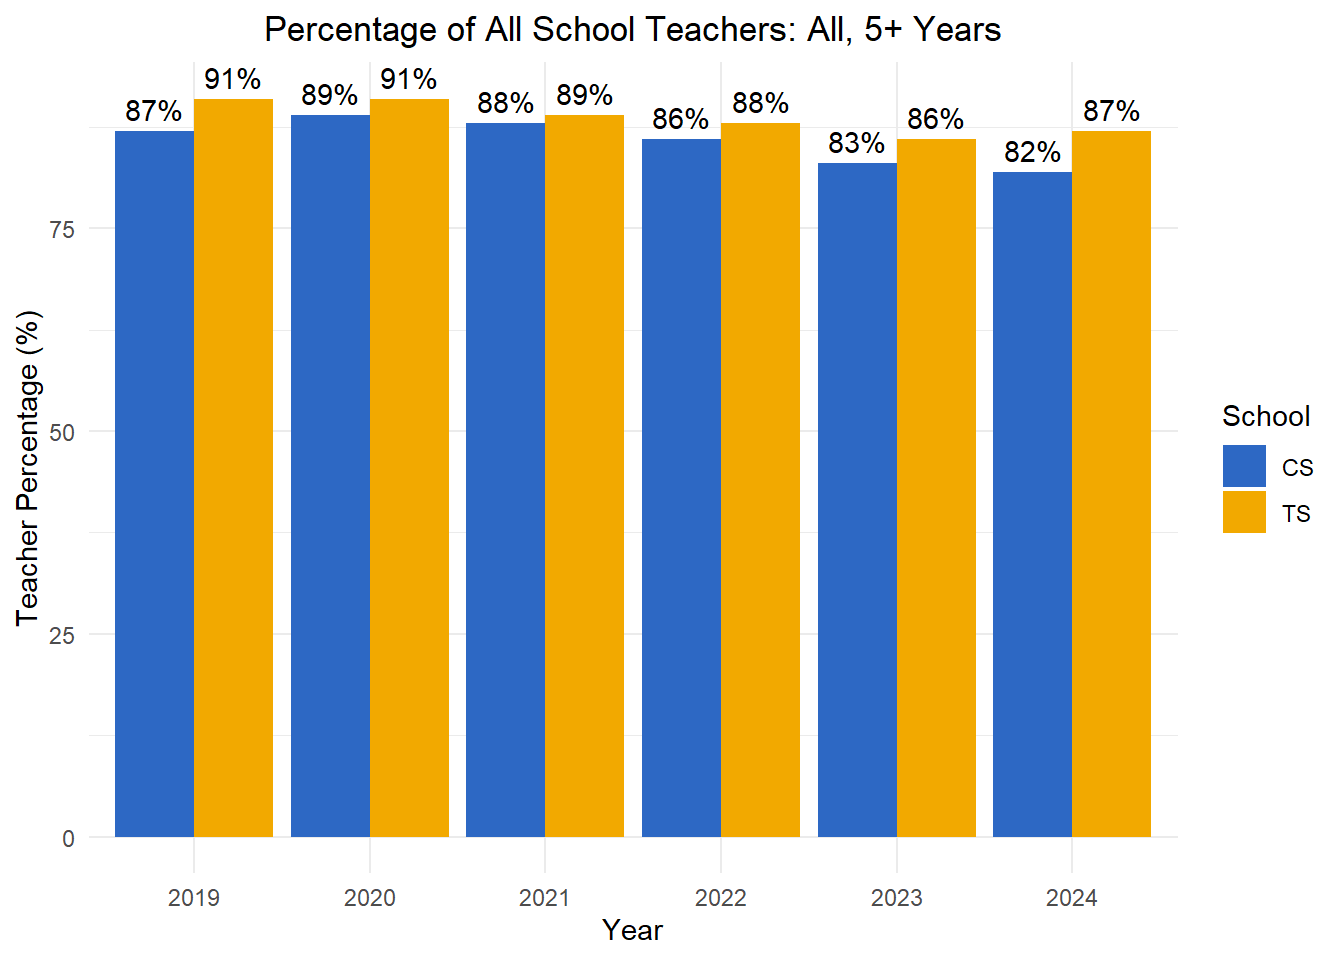 Percentage of All School Teachers: All, 5+ Years
87% 91% 89% 91% 88% 89% 86% 88% 83% 86% 82% 87%
75
50
25
0
Teacher Percentage (%)
2019 2020 2021 2022 2023 2024
Year
School
CS
TS